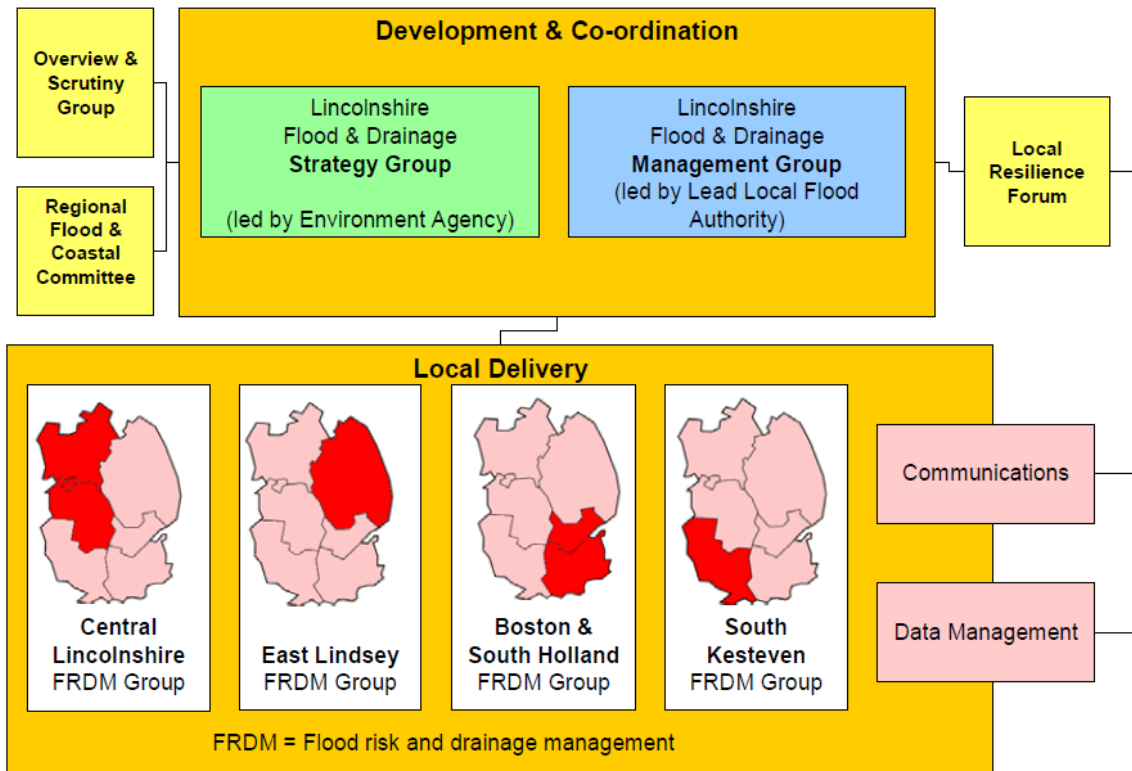 Overview &
Scrutiny
Group
Regional
Flood &
Coastal
Committee
Development & Co-ordination
Lincolnshire
Flood & Drainage
Strategy Group
(led by Environment Agency)
Lincolnshire
Flood & Drainage
Management Group
(led by Lead Local Flood
Authority)
Local
Resilience
Forum
Local Delivery
Central
Lincolnshire
FRDM Group
East Lindsey
FRDM Group
Boston &
South Holland
FRDM Group
South
Kesteven
FRDM Group
Communications
Data Management
FRDM = Flood risk and drainage management